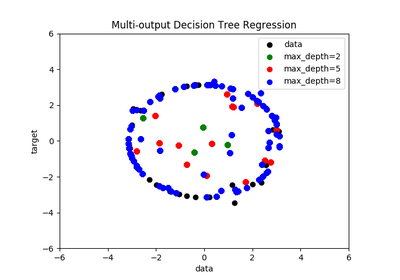 Multi-output Decision Tree Regression
6
4
2
0
−2
−4
−6
target
data
max_depth=2
max_depth=5
max_depth=8
−6
−4
−2
0
2
4
6
data